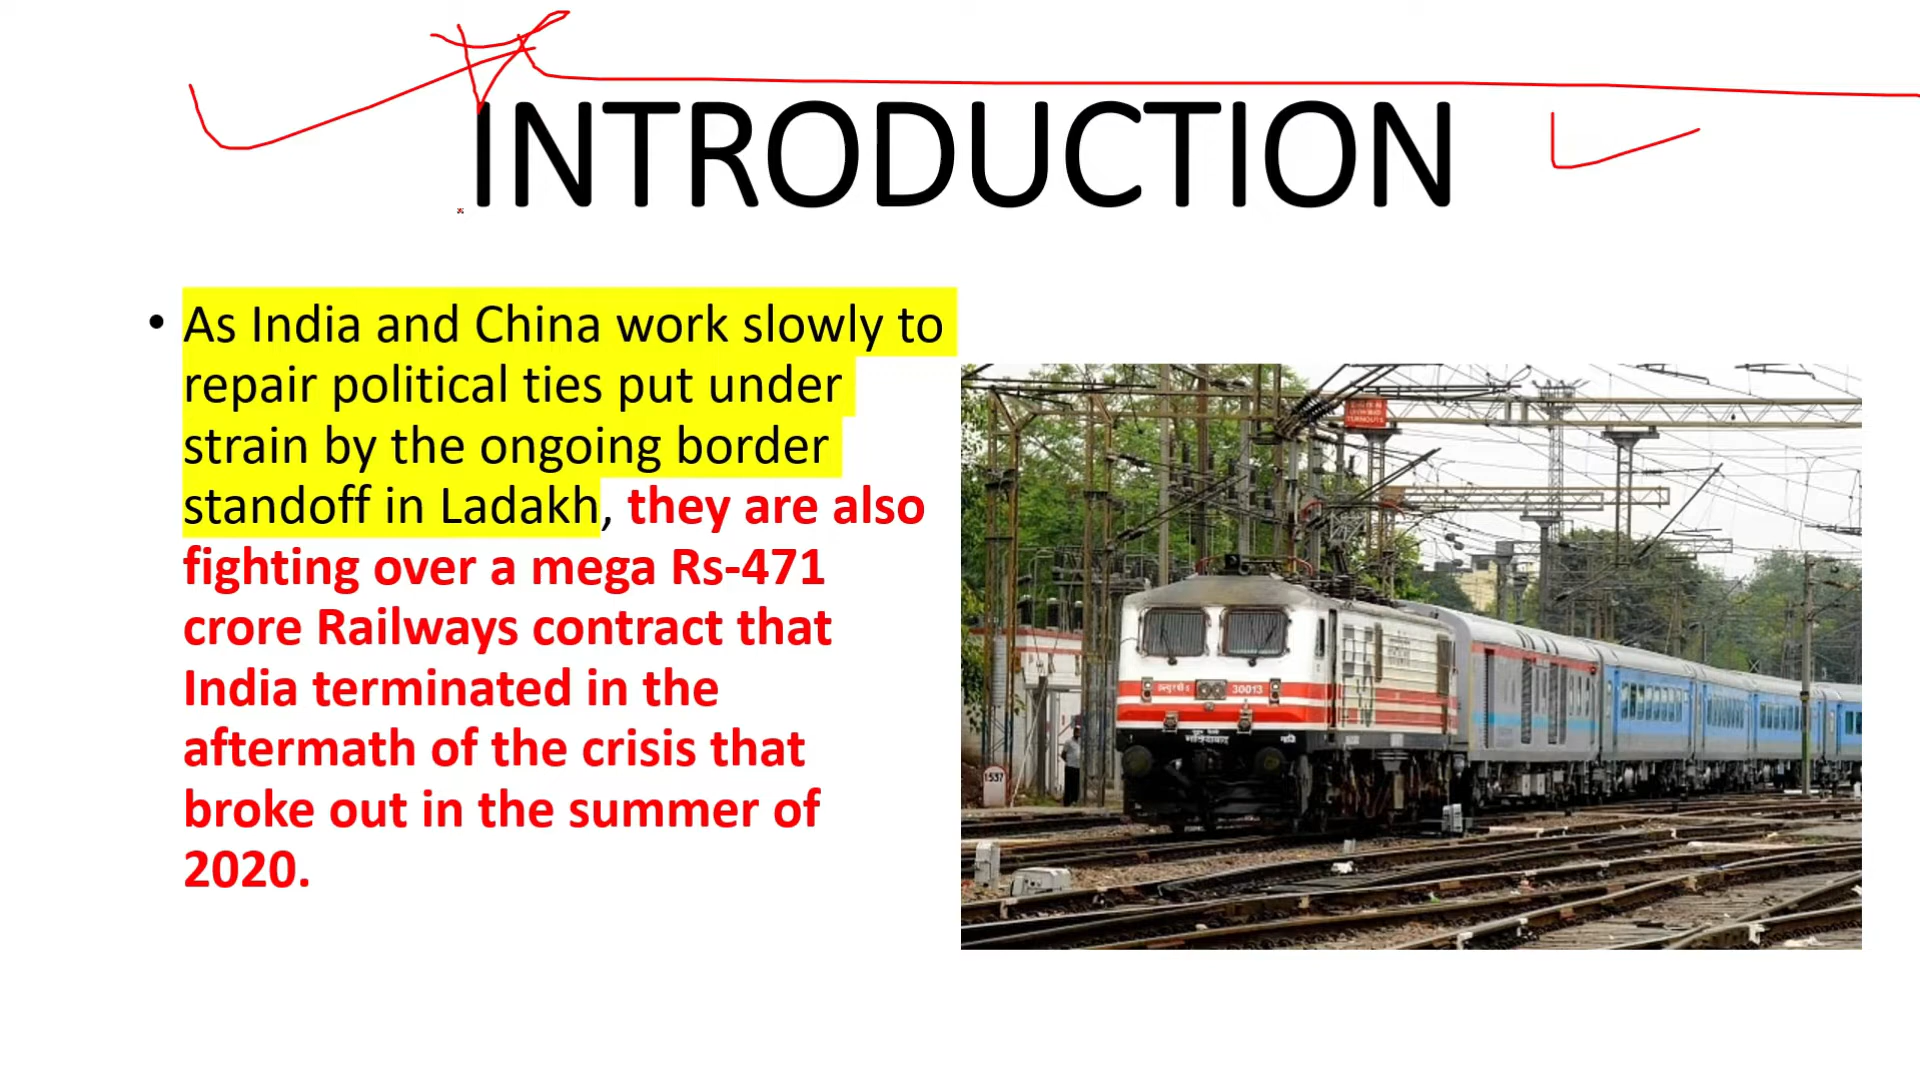 INTRODUCTION
• As India and China work slowly to
repair political ties put under
strain by the ongoing border
standoff in Ladakh, they are also
fighting over a mega Rs-471
crore Railways contract that
India terminated in the
aftermath of the crisis that
broke out in the summer of
2020.
30013
1537